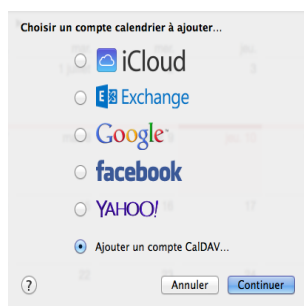 Choisir un compte calendrier à ajouter...
iCloud
E Exchange
Google
facebook
YAHOO!
Ajouter un compte CalDAV...
?
Annuler Continuer